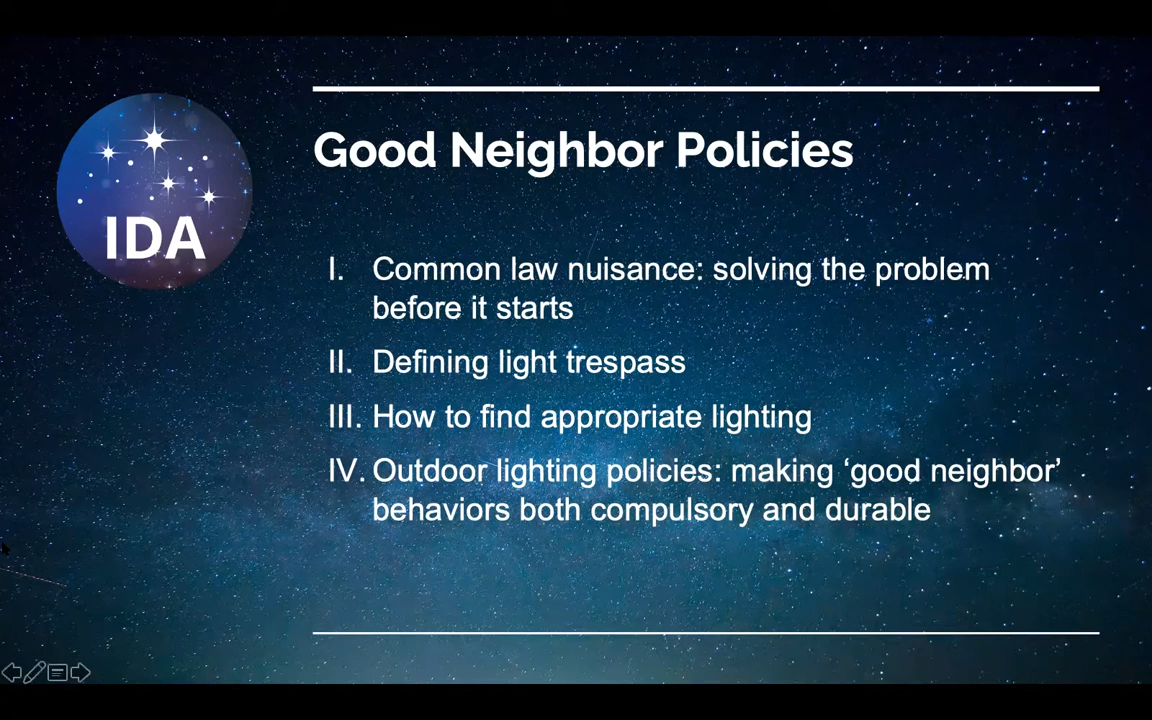 IDA
Good Neighbor Policies
I. Common law nuisance: solving the problem
before it starts
II. Defining light trespass
III. How to find appropriate lighting
IV. Outdoor lighting policies: making ‘good neighbor’
behaviors both compulsory and durable